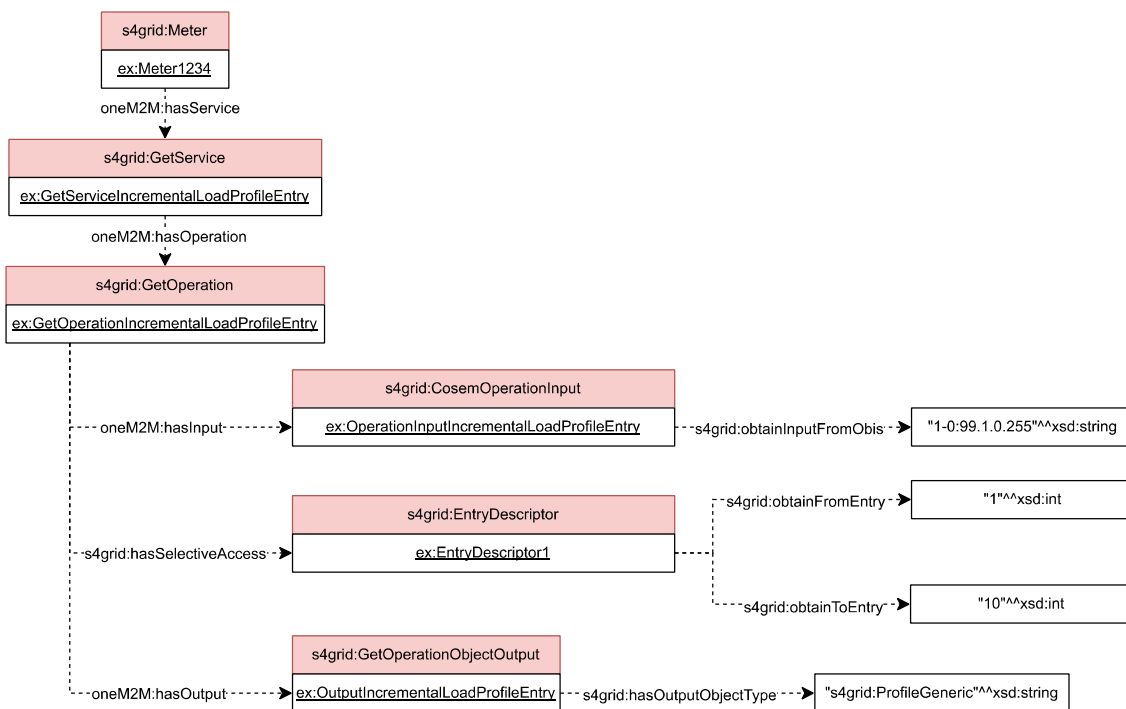 s4grid:Meter
ex:Meter1234
oneM2M:hasService
s4grid:GetService
ex:GetServiceIncrementalLoadProfileEntry
oneM2M:hasOperation
s4grid:GetOperation
ex:GetOperationIncrementalLoadProfileEntry
s4grid:CosemOperationInput
oneM2M:hasInput
ex:OperationInputIncrementalLoadProfileEntry
s4grid:obtainInputFromObis
"1-0:99.1.0.255"^^xsd:string
s4grid:EntryDescriptor
s4grid:obtainFromEntry
"1"^^xsd:int
s4grid:hasSelectiveAccess
ex:EntryDescriptor1
s4grid:obtainToEntry
"10"^^xsd:int
s4grid:GetOperationObjectOutput
oneM2M:hasOutput
ex:OutputIncrementalLoadProfileEntry
s4grid:hasOutputObjectType
"s4grid:ProfileGeneric"^^xsd:string